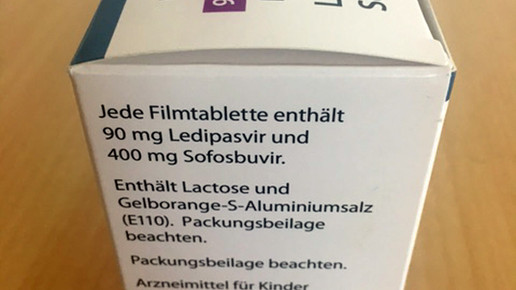 Jede Filmtablette enthält
90 mg Ledipasvir und
400 mg Sofosbuvir.
Enthält Lactose und
Gelborange-S-Aluminiumsalz
(E110). Packungsbeilage
beachten.
Packungsbeilage beachten.
Arzneimittel für Kinder